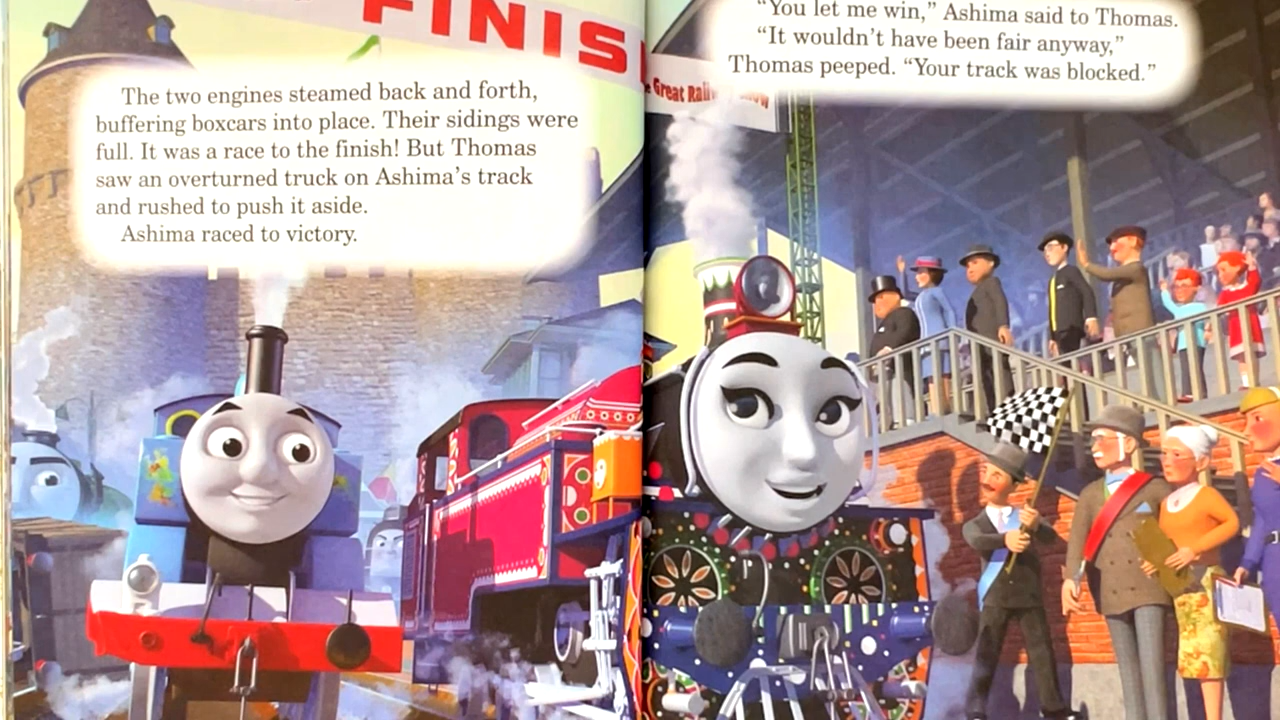 FINIS
The two engines steamed back and forth,
buffering boxcars into place. Their sidings were
full. It was a race to the finish! But Thomas
saw an overturned truck on Ashima’s track
and rushed to push it aside.
Ashima raced to victory.
“You let me win,” Ashima said to Thomas.
“It wouldn’t have been fair anyway,”
Thomas peeped. “Your track was blocked.”
Great